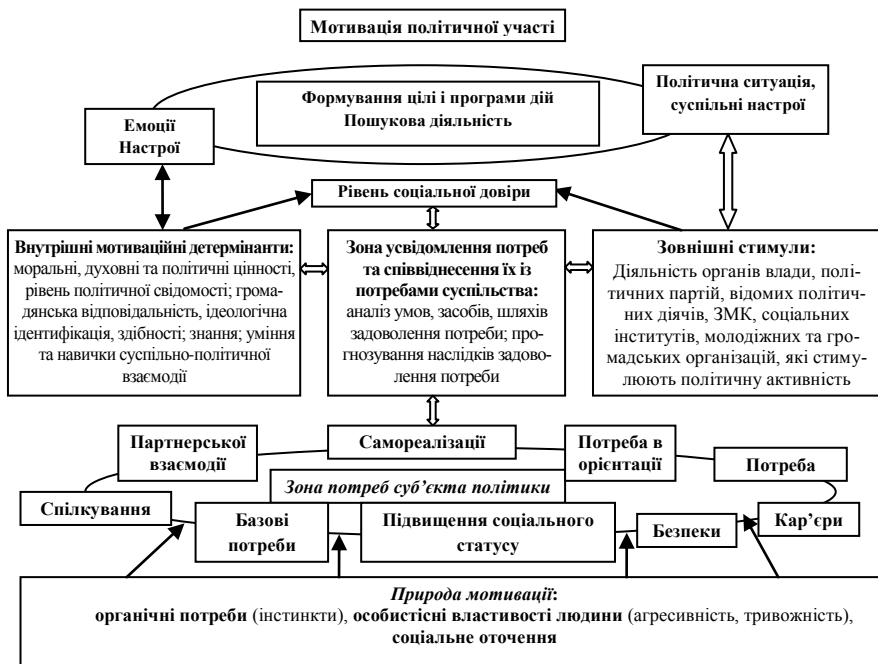 Мотивація політичної участі
Формування цілі і програми дій
Пошукова діяльність
Політична ситуація,
суспільні настрої
Емоції
Настрої
Рівень соціальної довіри
Внутрішні мотиваційні детермінанти:
моральні, духовні та політичні цінності,
рівень політичної свідомості; грома-
дянська відповідальність, ідеологічна
ідентифікація, здібності; знання; уміння
та навички суспільно-політичної
взаємодії
Зона усвідомлення потреб
та співвіднесення їх із
потребами суспільства:
аналіз умов, засобів, шляхів
задоволення потреби; про-
гнозування наслідків задово-
лення потреби
Зовнішні стимули:
Діяльність органів влади, полі-
тичних партій, відомих політич-
них діячів, ЗМК, соціальних
інститутів, молодіжних та гро-
мадських організацій, які стиму-
люють політичну активність
Партнерської
взаємодії
Самореалізації
Потреба в
орієнтації
Потреба
Зона потреб суб’єкта політики
Спілкування
Базові
потреби
Підвищення соціального
статусу
Безпеки
Кар’єри
Природа мотивації:
органічні потреби (інстинкти), особистісні властивості людини (агресивність, тривожність),
соціальне оточення